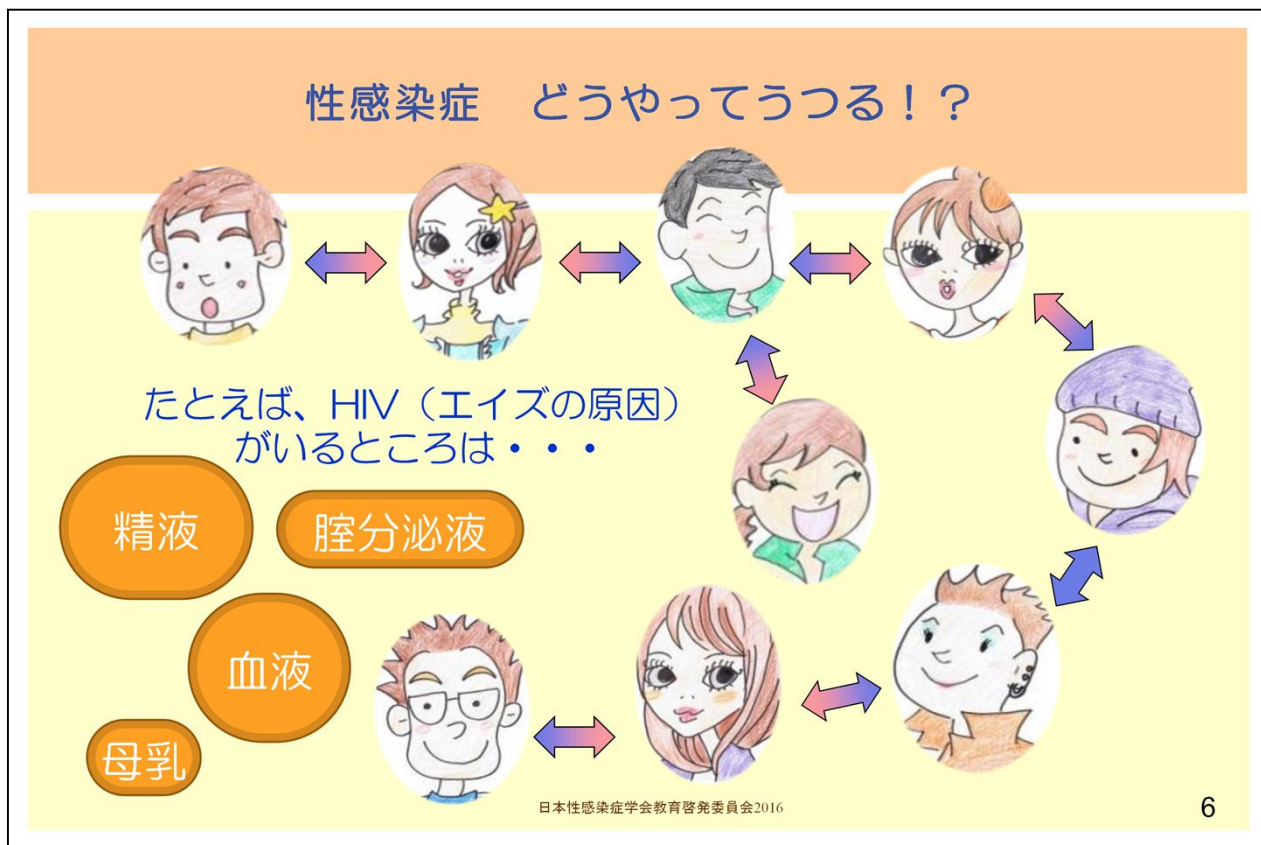 性感染症　どうやってうつる！？
たとえば、HIV（エイズの原因）
がいるところは・・・
精液
腟分泌液
血液
母乳
日本性感染症学会教育啓発委員会2016
6